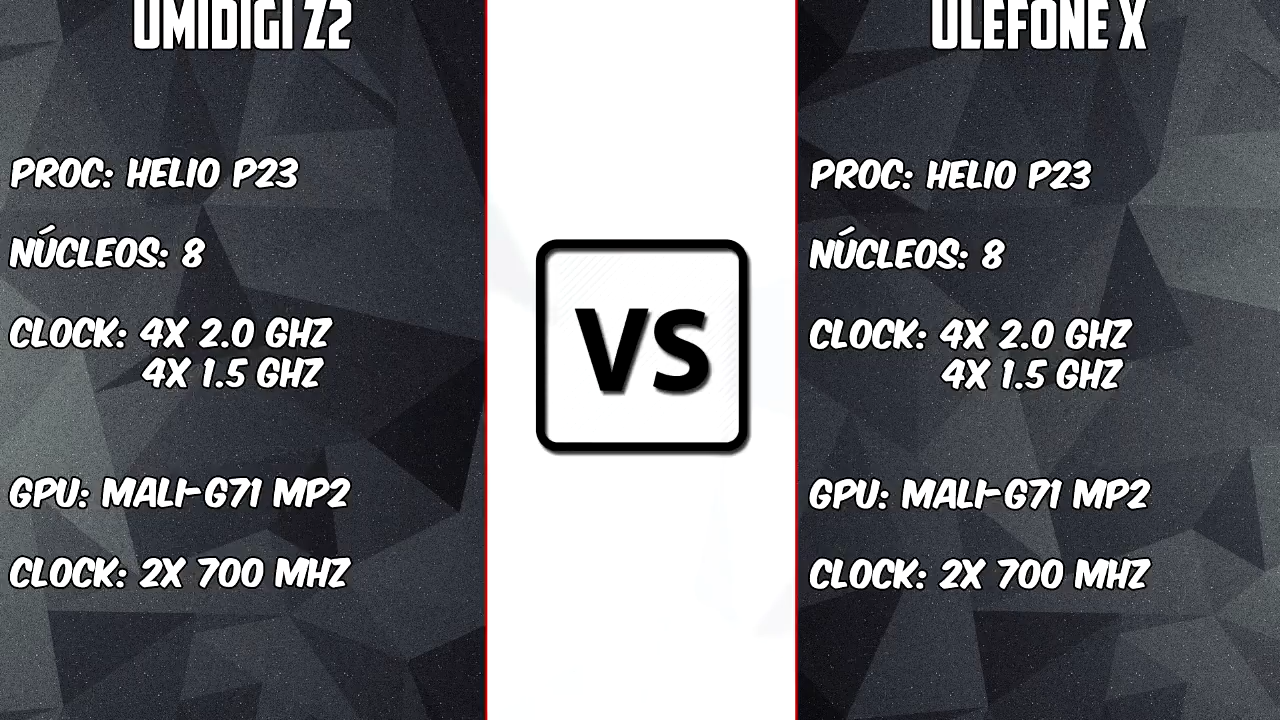 UMIDIGI Z2
PROC: HELIO P23
NÚCLEOS: 8
CLOCK: 4X 2.0 GHZ
4X 1.5 GHZ
GPU: MALI-G71 MP2
CLOCK: 2X 700 MHZ
VS
ULEFONE X
PROC: HELIO P23
NÚCLEOS: 8
CLOCK: 4X 2.0 GHZ
4X 1.5 GHZ
GPU: MALI-G71 MP2
CLOCK: 2X 700 MHZ